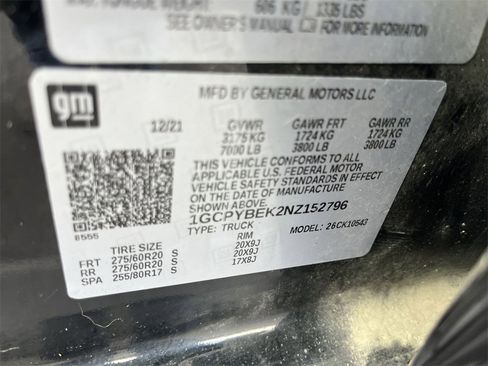 606 KG / 1335 LBS
SEE OWNER'S MANUAL FOR MORE INFORMATION
gm
MFD BY GENERAL MOTORS LLC
12/21 GVWR GAWR FRT GAWR RR
3175 KG 1724 KG 1724 KG
7000 LB 3800 LB 3800 LB
THIS VEHICLE CONFORMS TO ALL APPLICABLE
U.S. FEDERAL MOTOR VEHICLE SAFETY
STANDARDS IN EFFECT ON THE DATE OF MANUFACTURE
SHOWN ABOVE.
1GCPYBEK2NZ152796
TYPE: TRUCK MODEL: 26CK10543
6555
TIRE SIZE RIM
FRT 275/60R20 S 20X9J
RR 275/60R20 S 20X9J
SPA 255/80R17 S 17X8J